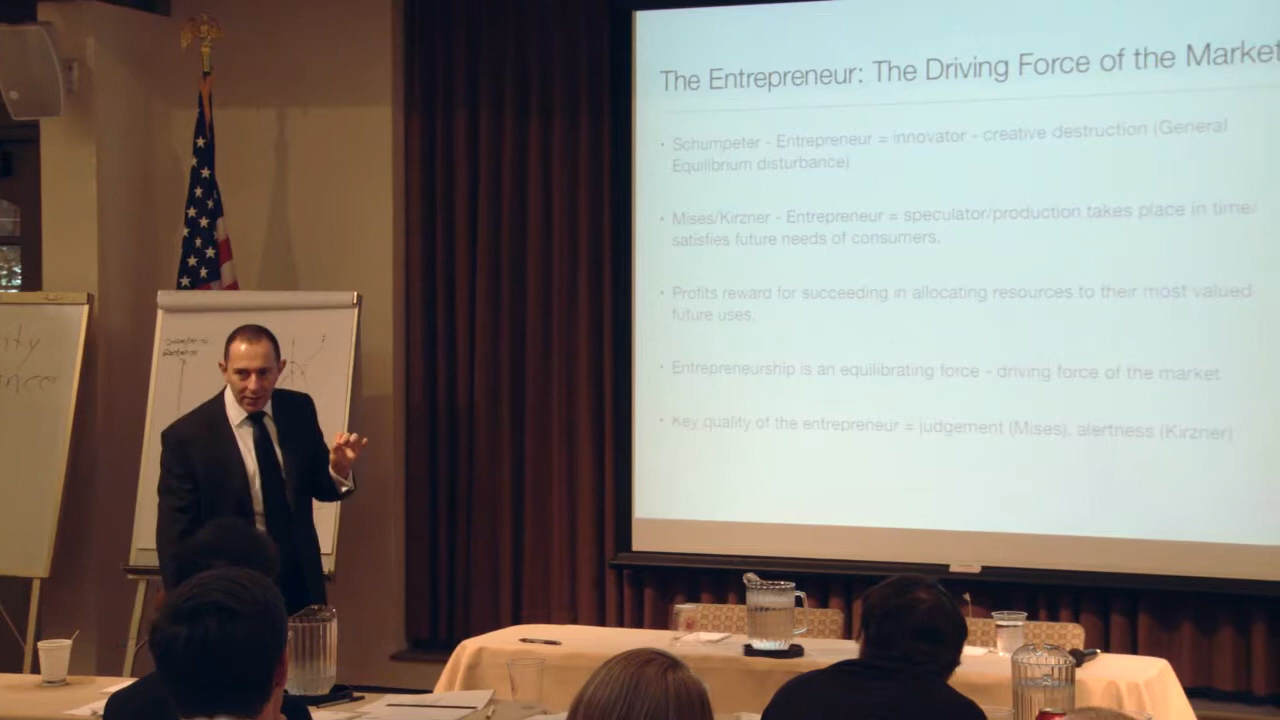 The Entrepreneur: The Driving Force of the Market
• Schumpeter - Entrepreneur = innovator - creative destruction (General
Equilibrium disturbance)
• Mises/Kirzner - Entrepreneur = speculator/production takes place in time/
satisfies future needs of consumers.
• Profits reward for succeeding in allocating resources to their most valued
future uses.
• Entrepreneurship is an equilibrating force - driving force of the market
• Key quality of the entrepreneur = judgement (Mises), alertness (Kirzner)